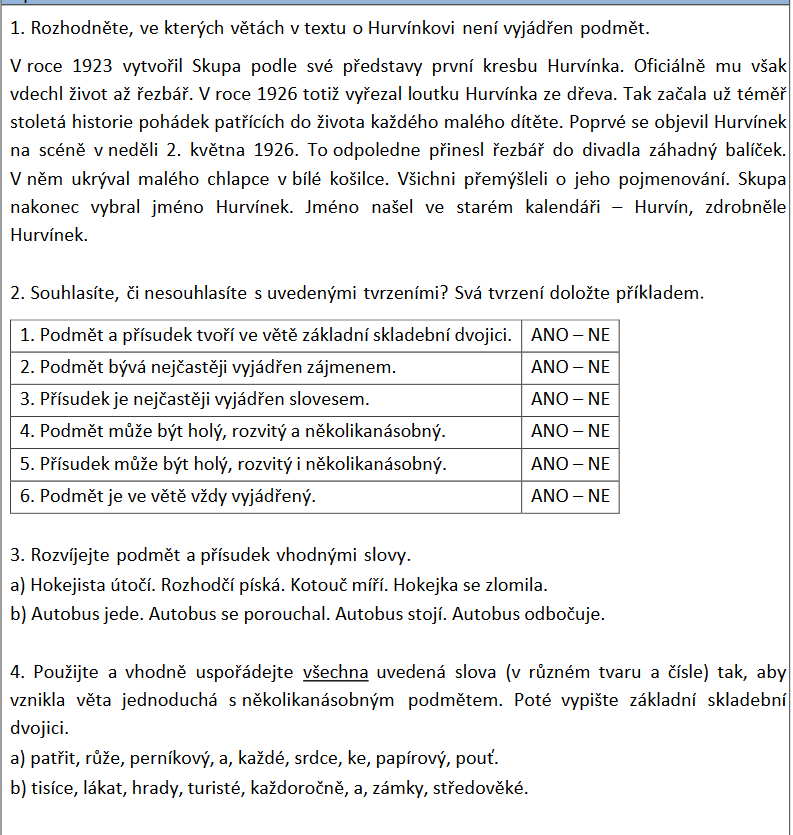 1. Rozhodněte, ve kterých větách v textu o Hurvínkovi není vyjádřen podmět.
V roce 1923 vytvořil Skupa podle své představy první kresbu Hurvínka. Oficiálně mu však
vdechl život až řezbář. V roce 1926 totiž vyřezal loutku Hurvínka ze dřeva. Tak začala už téměř
stoletá historie pohádek patřících do života každého malého dítěte. Poprvé se objevil Hurvínek
na scéně v neděli 2. května 1926. To odpoledne přinesl řezbář do divadla záhadný balíček.
V něm ukrýval malého chlapce v bílé košilce. Všichni přemýšleli o jeho pojmenování. Skupa
nakonec vybral jméno Hurvínek. Jméno našel ve starém kalendáři – Hurvín, zdrobněle
Hurvínek.
2. Souhlasíte, či nesouhlasíte s uvedenými tvrzeními? Svá tvrzení doložte příkladem.
1. Podmět a přísudek tvoří ve větě základní skladební dvojici. ANO – NE
2. Podmět bývá nejčastěji vyjádřen zájmenem. ANO – NE
3. Přísudek je nejčastěji vyjádřen slovesem. ANO – NE
4. Podmět může být holý, rozvitý a několikanásobný. ANO – NE
5. Přísudek může být holý, rozvitý i několikanásobný. ANO – NE
6. Podmět je ve větě vždy vyjádřený. ANO – NE
3. Rozvíjejte podmět a přísudek vhodnými slovy.
a) Hokejista útočí. Rozhodčí píská. Kotouč míří. Hokejka se zlomila.
b) Autobus jede. Autobus se porouchal. Autobus stojí. Autobus odbočuje.
4. Použijte a vhodně uspořádejte všechna uvedená slova (v různém tvaru a čísle) tak, aby
vznikla věta jednoduchá s několikanásobným podmětem. Poté vypište základní skladební
dvojici.
a) patřit, růže, perníkový, a, každé, srdce, ke, papírový, pouť.
b) tisíce, lákat, hrady, turisté, každoročně, a, zámky, středověké.